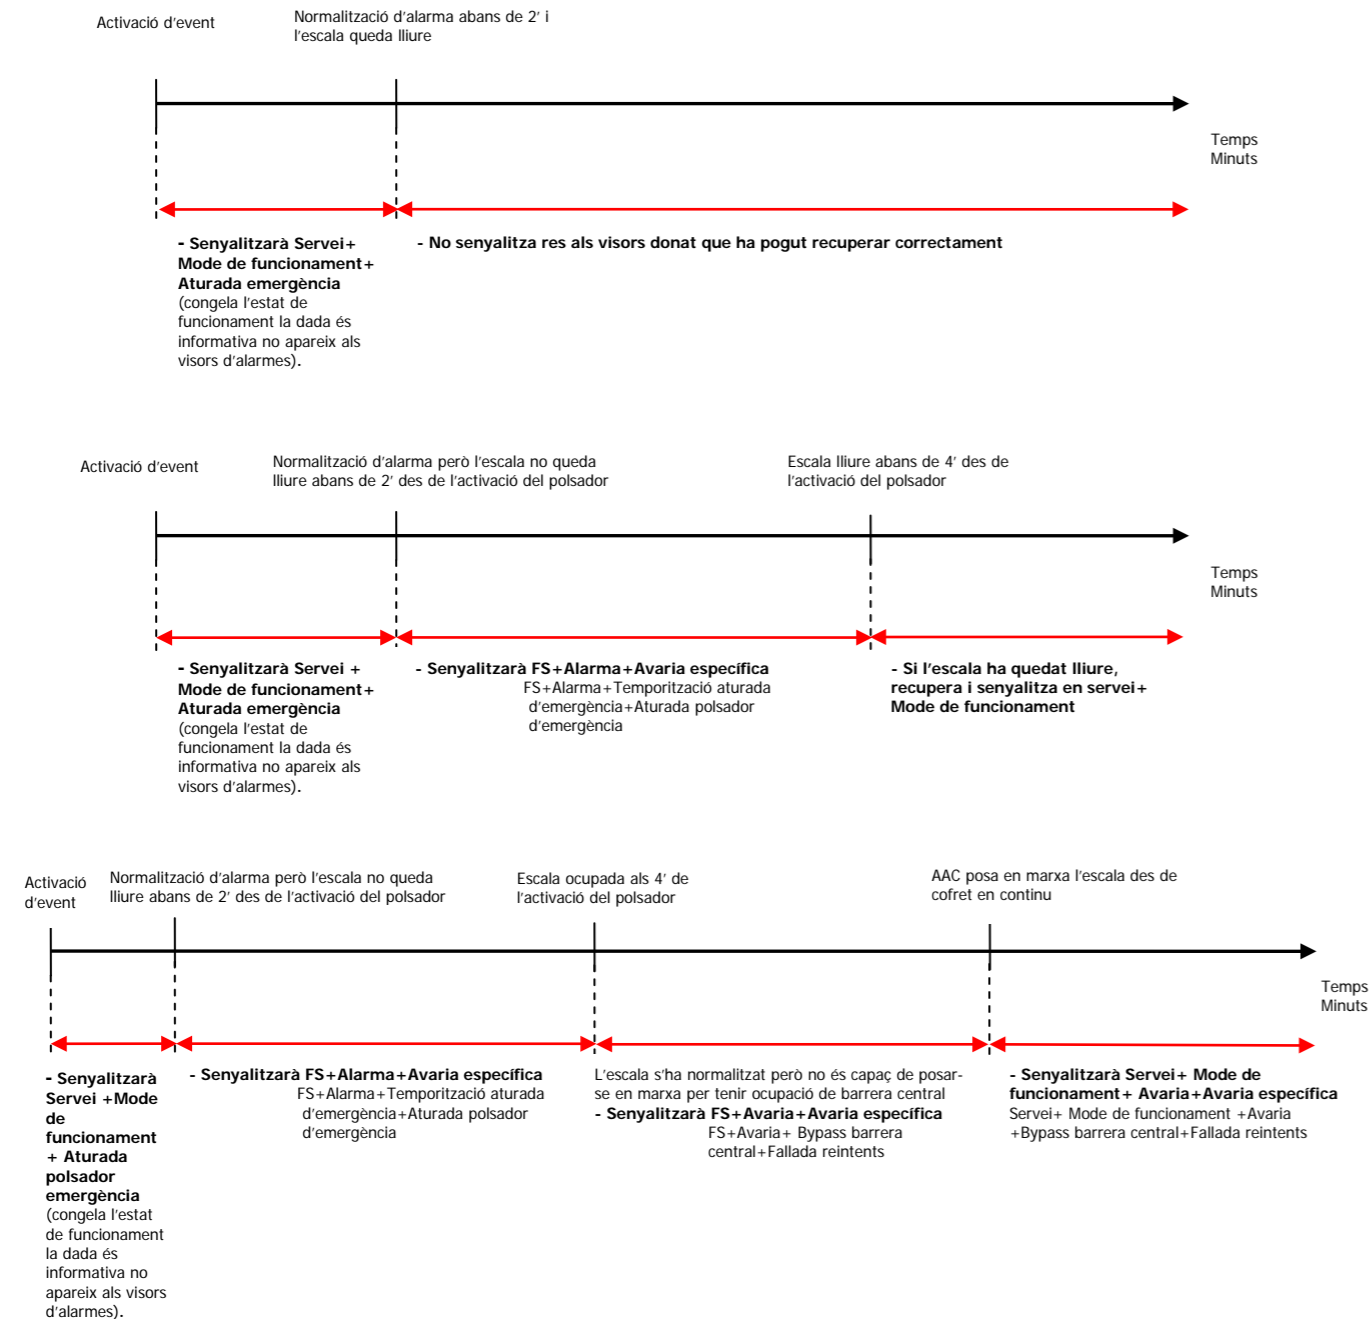 Activació d'event
Normalització d'alarma abans de 2' i
l'escala queda lliure
Temps
Minuts
- Senyalitzarà Servei+
Mode de funcionament+
Aturada emergència
(congela l'estat de
funcionament la dada és
informativa no apareix als
visors d'alarmes).
- No senyalitza res als visors donat que ha pogut recuperar correctament
Activació d'event
Normalització d'alarma però l'escala no queda
lliure abans de 2' des de l'activació del polsador
Escala lliure abans de 4' des de
l'activació del polsador
Temps
Minuts
- Senyalitzarà Servei +
Mode de funcionament+
Aturada emergència
(congela l'estat de
funcionament la dada és
informativa no apareix als
visors d'alarmes).
- Senyalitzarà FS+Alarma+Avaria específica
FS+Alarma+Temporització aturada
d'emergència+Aturada polsador
d'emergència
- Si l'escala ha quedat lliure,
recupera i senyalitza en servei+
Mode de funcionament
Activació
d'event
Normalització d'alarma però l'escala no queda
lliure abans de 2' des de l'activació del polsador
Escala ocupada als 4' de
l'activació del polsador
AAC posa en marxa l'escala des de
cofret en continu
Temps
Minuts
- Senyalitzarà
Servei +Mode
de
funcionament
+ Aturada
polsador
emergència
(congela l'estat
de funcionament
la dada és
informativa no
apareix als visors
d'alarmes).
- Senyalitzarà FS+Alarma+Avaria específica
FS+Alarma+Temporització aturada
d'emergència+Aturada polsador
d'emergència
L'escala s'ha normalitzat però no és capaç de posar-
se en marxa per tenir ocupació de barrera central
- Senyalitzarà FS+Avaria+Avaria específica
FS+Avaria+ Bypass barrera
central+Fallada reintents
- Senyalitzarà Servei+ Mode de
funcionament+ Avaria+Avaria específica
Servei+ Mode de funcionament +Avaria
+Bypass barrera central+Fallada reintents